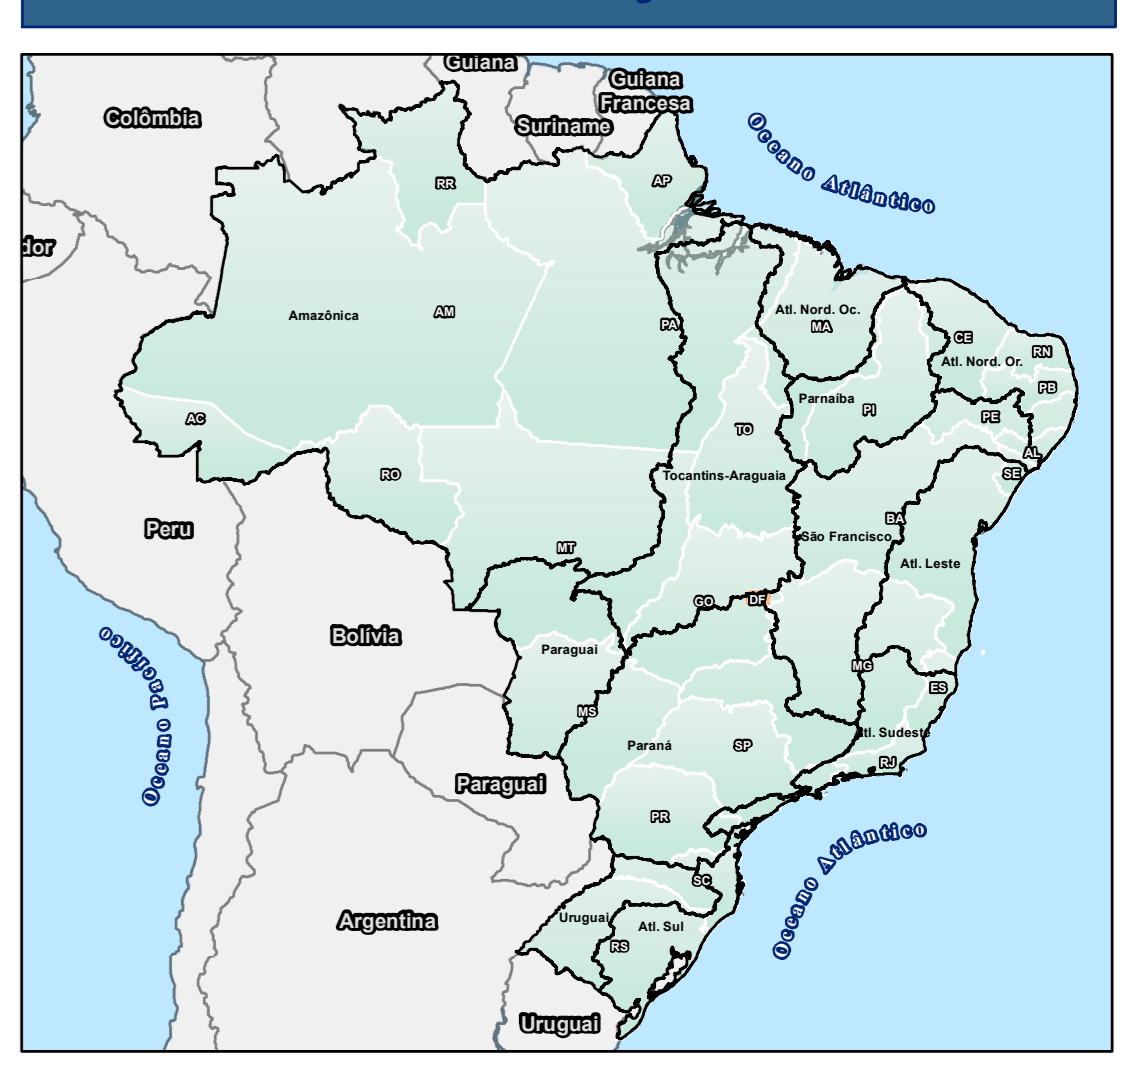 Guiana
Guiana
Francesa
Colômbia
Suriname
Oceano Atlântico
RR
AP
dor
Amazônica
AM
PA
Atl. Nord. Oc.
MA
CE
Atl. Nord. Or.
RN
PB
Parnaíba
PI
PE
AC
TO
AL
RO
Tocantins-Araguaia
SE
Peru
BA
São Francisco
MT
Atl. Leste
GO
DF
Bolívia
Paraguai
MG
ES
MS
Oceano Pacífico
Paraná
SP
Atl. Sudeste
RJ
Paraguai
PR
Oceano Atlântico
SC
Argentina
Uruguai
Atl. Sul
RS
Uruguai